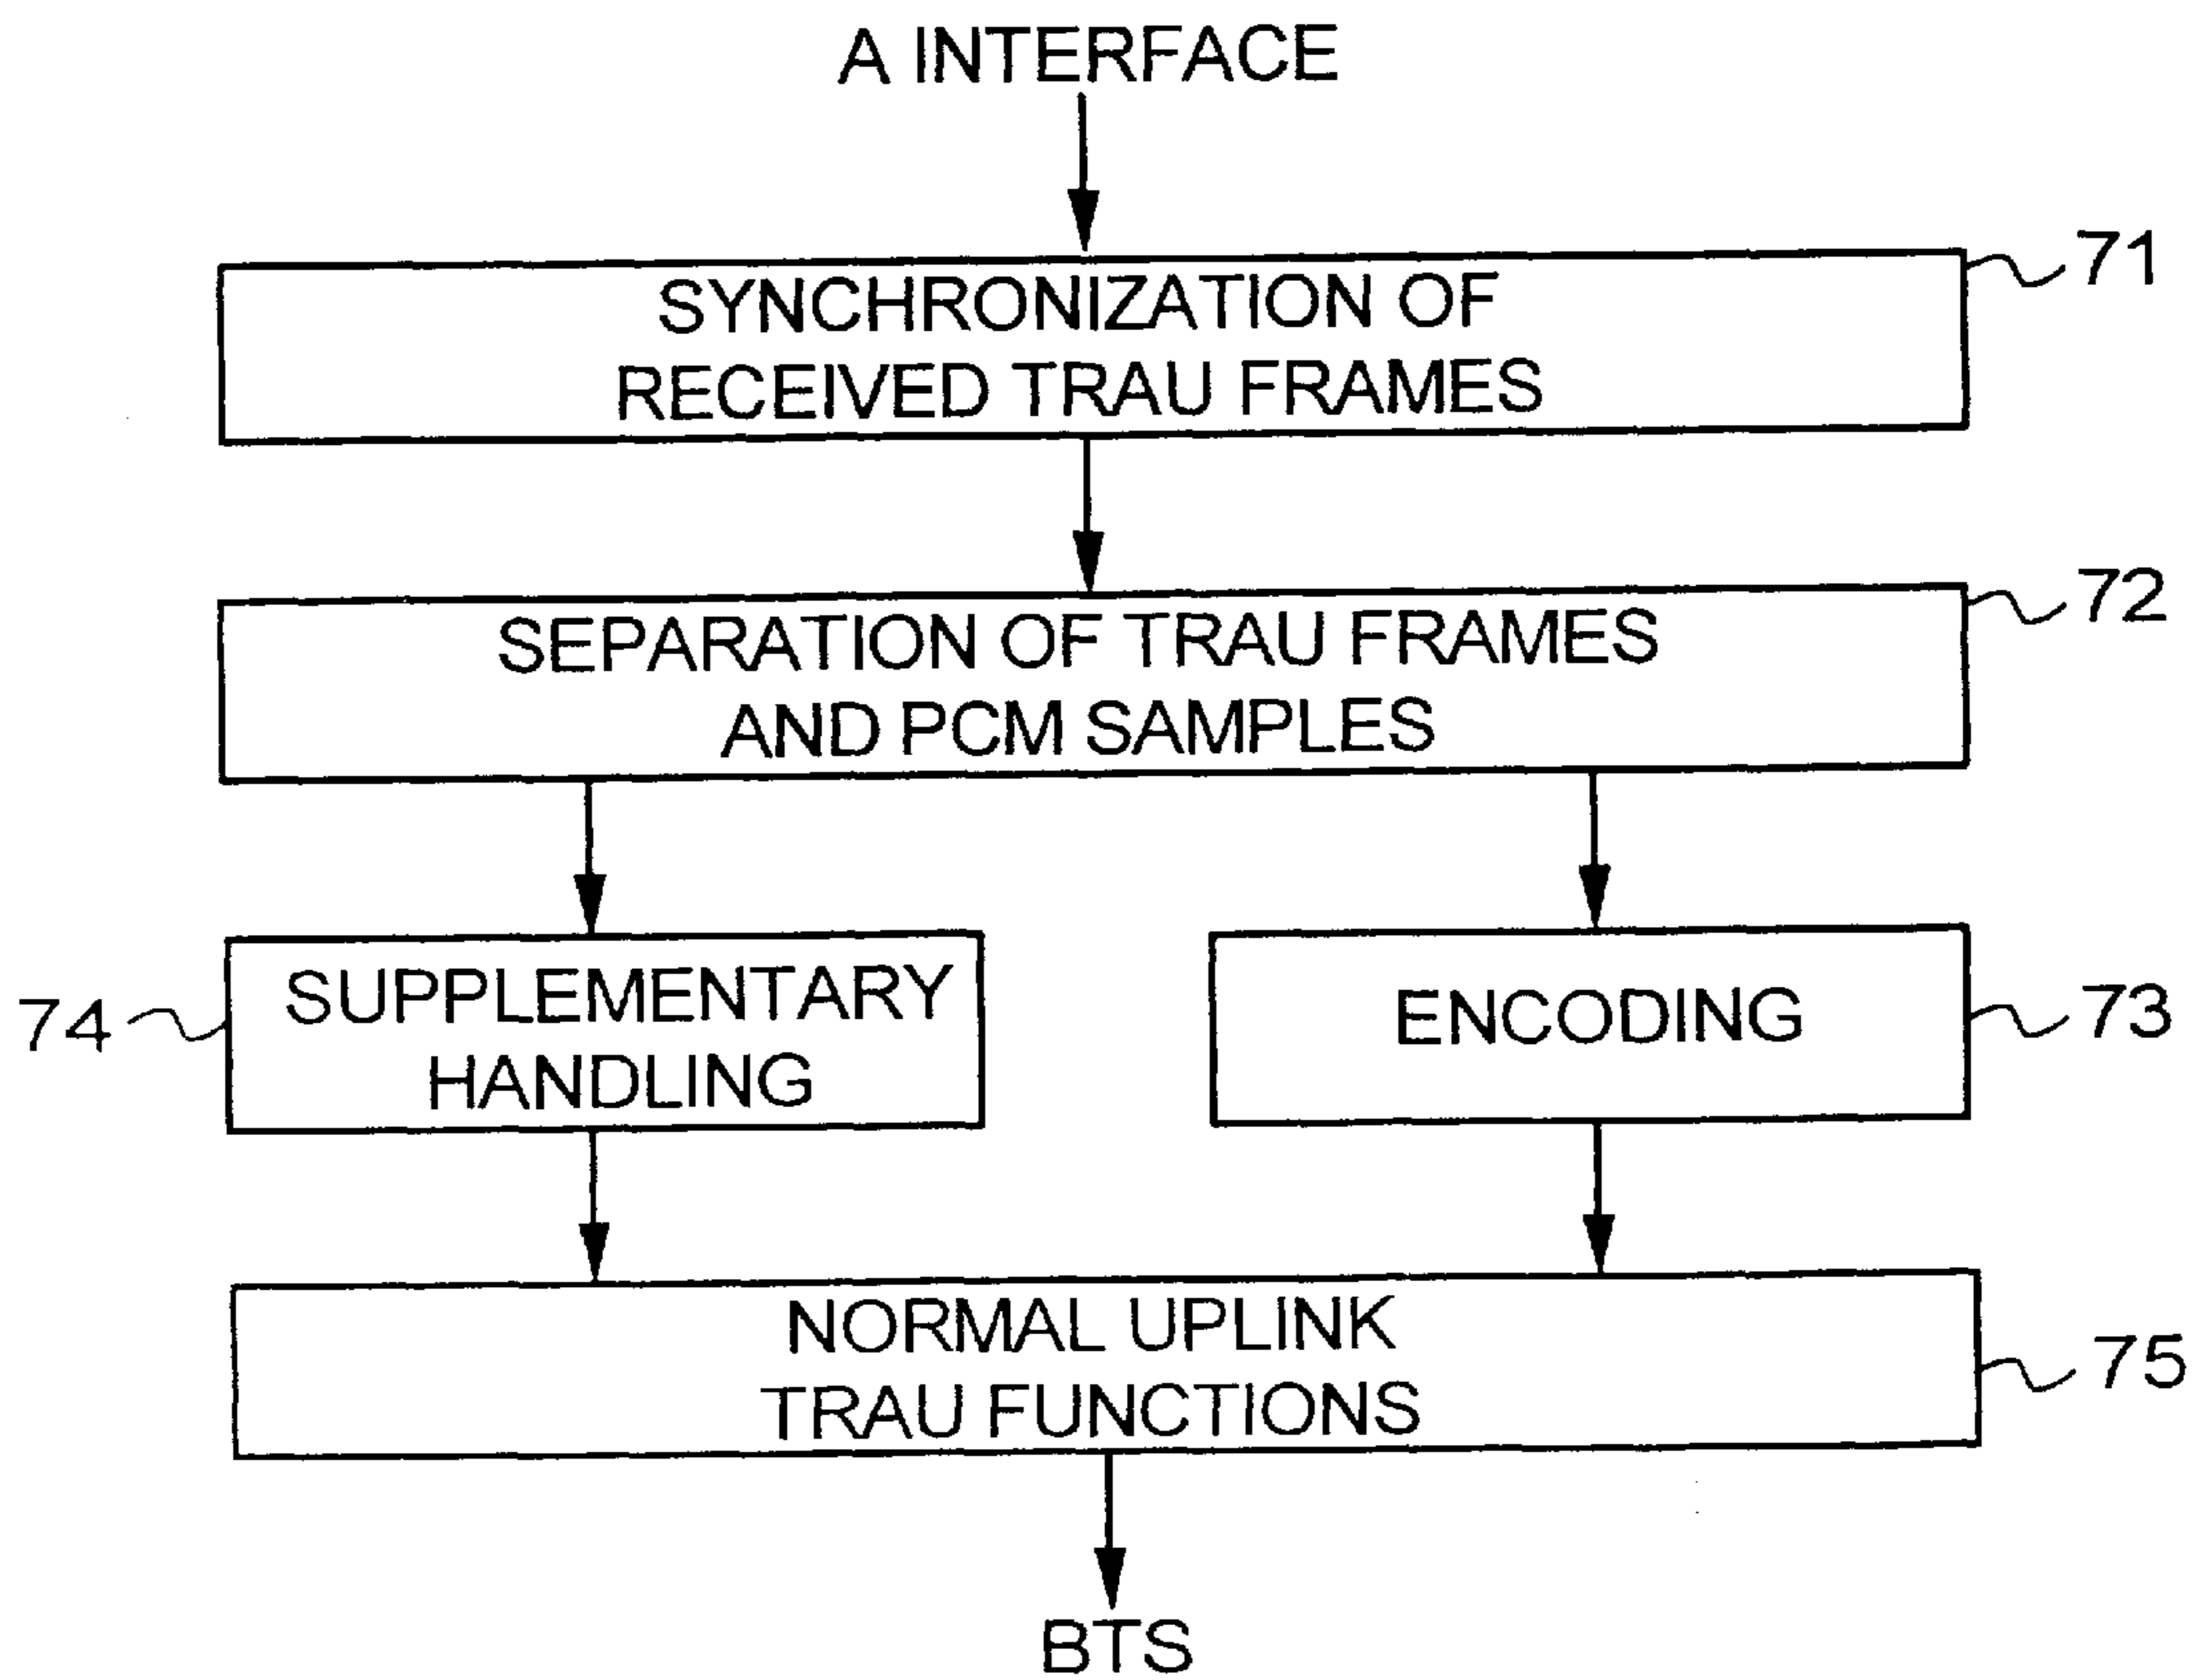 A INTERFACE
71
SYNCHRONIZATION OF
RECEIVED TRAU FRAMES
72
SEPARATION OF TRAU FRAMES
AND PCM SAMPLES
74
SUPPLEMENTARY
HANDLING
ENCODING
73
NORMAL UPLINK
TRAU FUNCTIONS
75
BTS